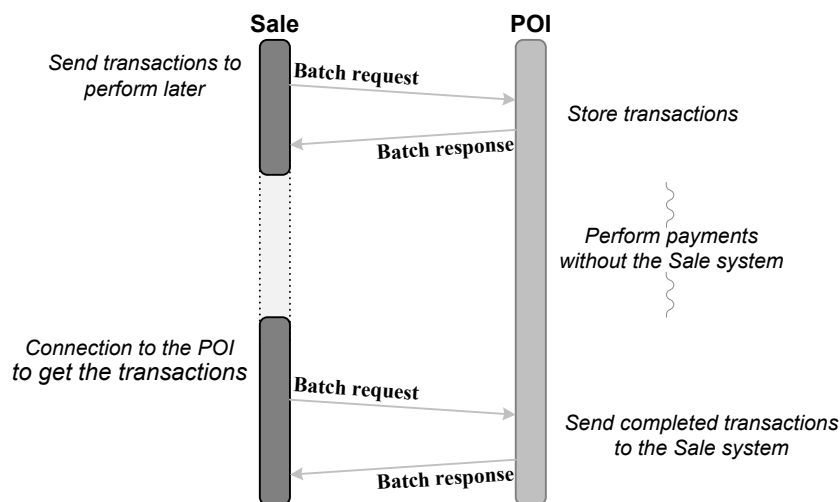 Sale
POI
Send transactions to
perform later
Batch request
Store transactions
Batch response
Perform payments
without the Sale system
Connection to the POI
to get the transactions
Batch request
Send completed transactions
to the Sale system
Batch response